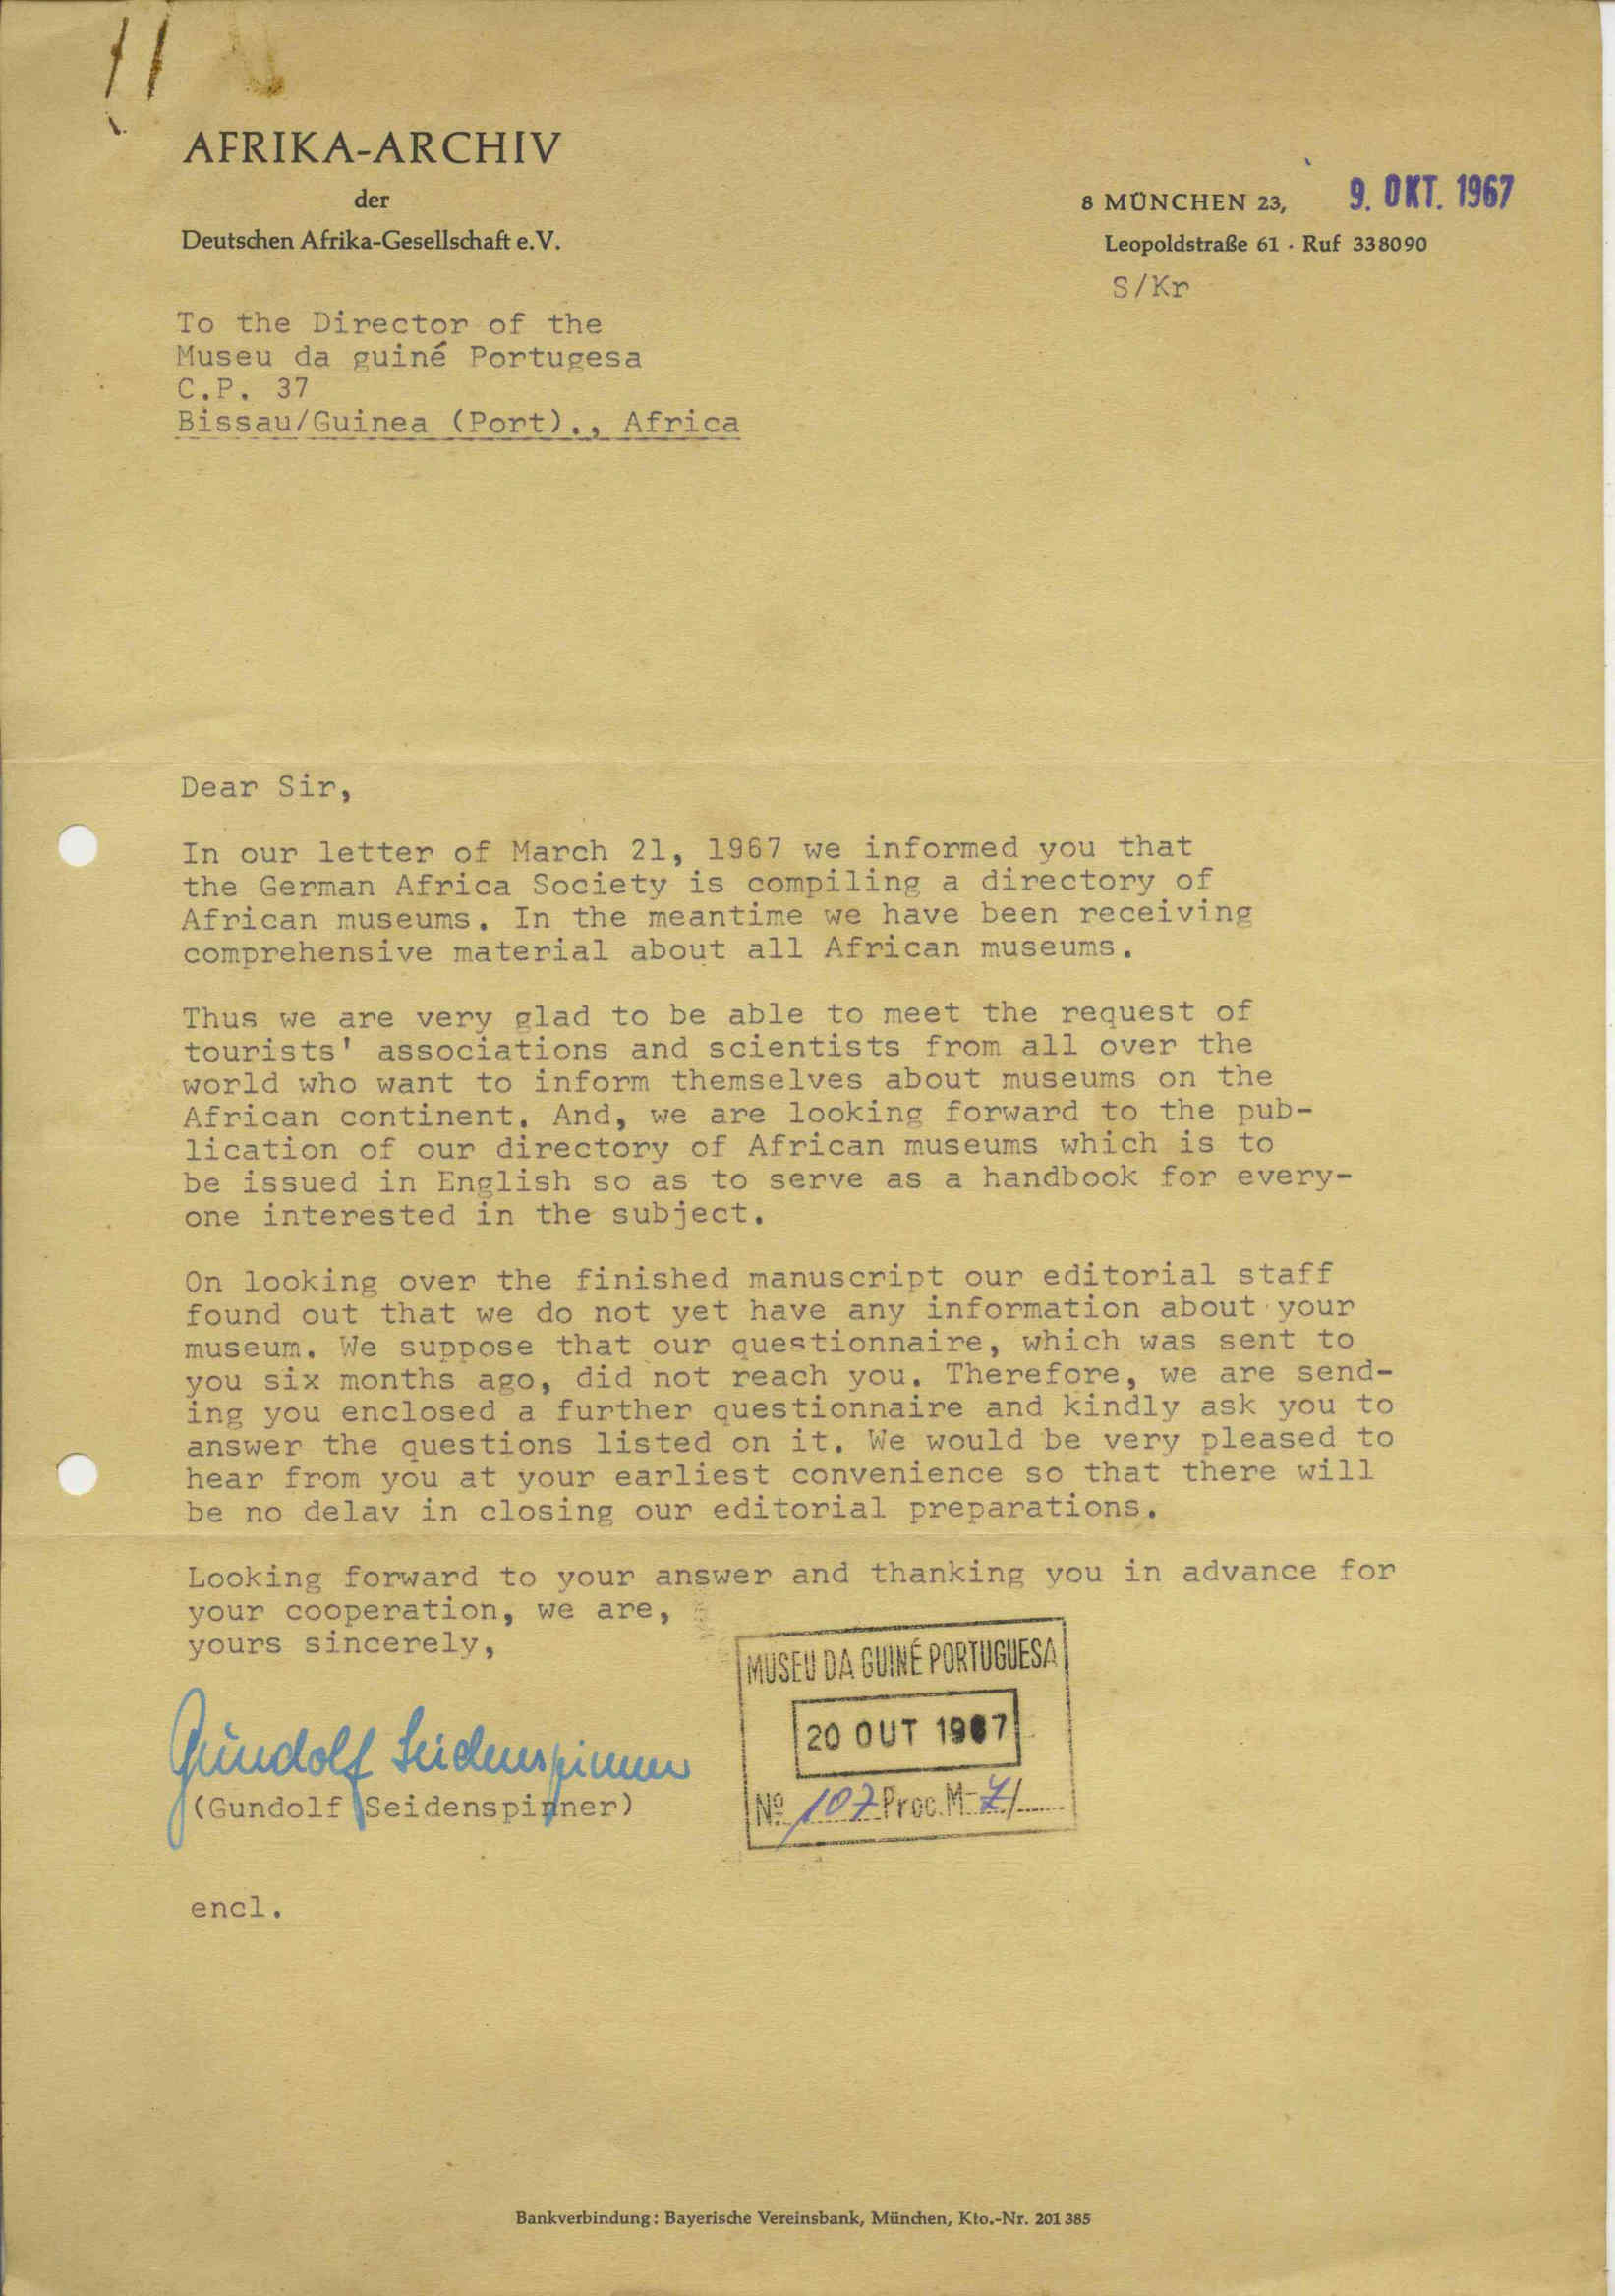 AFRIKA-ARCHIV
der
Deutschen Afrika-Gesellschaft e.V.
8 MÜNCHEN 23, 9. OKT. 1967
Leopoldstraße 61 · Ruf 338090
S/Kr
To the Director of the
Museu da guiné Portugesa
C.P. 37
Bissau/Guinea (Port)., Africa
Dear Sir,
In our letter of March 21, 1967 we informed you that
the German Africa Society is compiling a directory of
African museums. In the meantime we have been receiving
comprehensive material about all African museums.
Thus we are very glad to be able to meet the request of
tourists' associations and scientists from all over the
world who want to inform themselves about museums on the
African continent. And, we are looking forward to the pub-
lication of our directory of African museums which is to
be issued in English so as to serve as a handbook for every-
one interested in the subject.
On looking over the finished manuscript our editorial staff
found out that we do not yet have any information about your
museum. We suppose that our questionnaire, which was sent to
you six months ago, did not reach you. Therefore, we are send-
ing you enclosed a further questionnaire and kindly ask you to
answer the questions listed on it. We would be very pleased to
hear from you at your earliest convenience so that there will
be no delay in closing our editorial preparations.
Looking forward to your answer and thanking you in advance for
your cooperation, we are,
yours sincerely,
Gundolf Seidenspinner
(Gundolf Seidenspinner)
MUSEU DA GUINÉ PORTUGUESA
20 OUT 1967
Nº 107 Proc. M-7/
encl.
Bankverbindung: Bayerische Vereinsbank, München, Kto.-Nr. 201 385